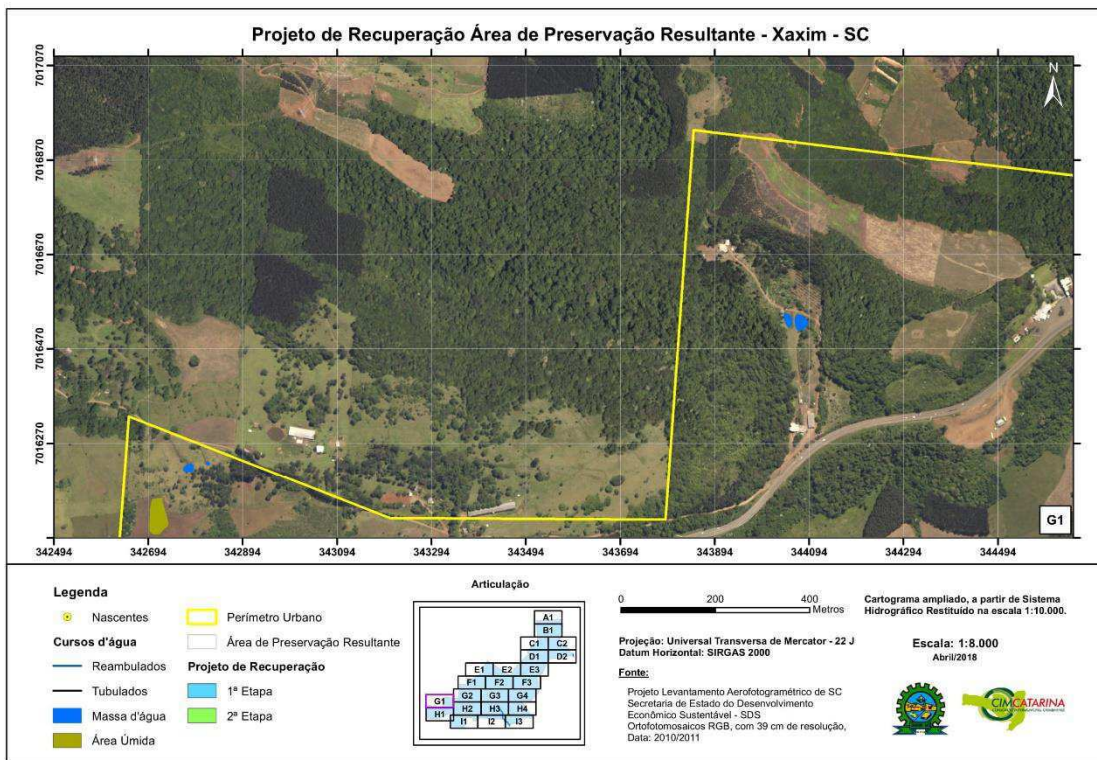 Projeto de Recuperação Área de Preservação Resultante - Xaxim - SC
N
7017070
7016870
7016670
7016470
7016270
G1
342494 342694 342894 343094 343294 343494 343694 343894 344094 344294 344494
Legenda
Nascentes
Cursos d'água
Reambulados
Tubulados
Massa d'água
Área Úmida
Perímetro Urbano
Área de Preservação Resultante
Projeto de Recuperação
1ª Etapa
2ª Etapa
Articulação
A1
B1
C1 C2
D1 D2
E1 E2 E3
F1 F2 F3
G1 G2 G3 G4
H1 H2 H3 H4
I1 I2 I3
0 200 400
Metros
Projeção: Universal Transversa de Mercator - 22 J
Datum Horizontal: SIRGAS 2000
Fonte:
Projeto Levantamento Aerofotogramétrico de SC
Secretaria de Estado do Desenvolvimento
Econômico Sustentável - SDS
Ortofotomosaicos RGB, com 39 cm de resolução,
Data: 2010/2011
Cartograma ampliado, a partir de Sistema
Hidrográfico Restituído na escala 1:10.000.
Escala: 1:8.000
Abril/2018
CIMCATARINA